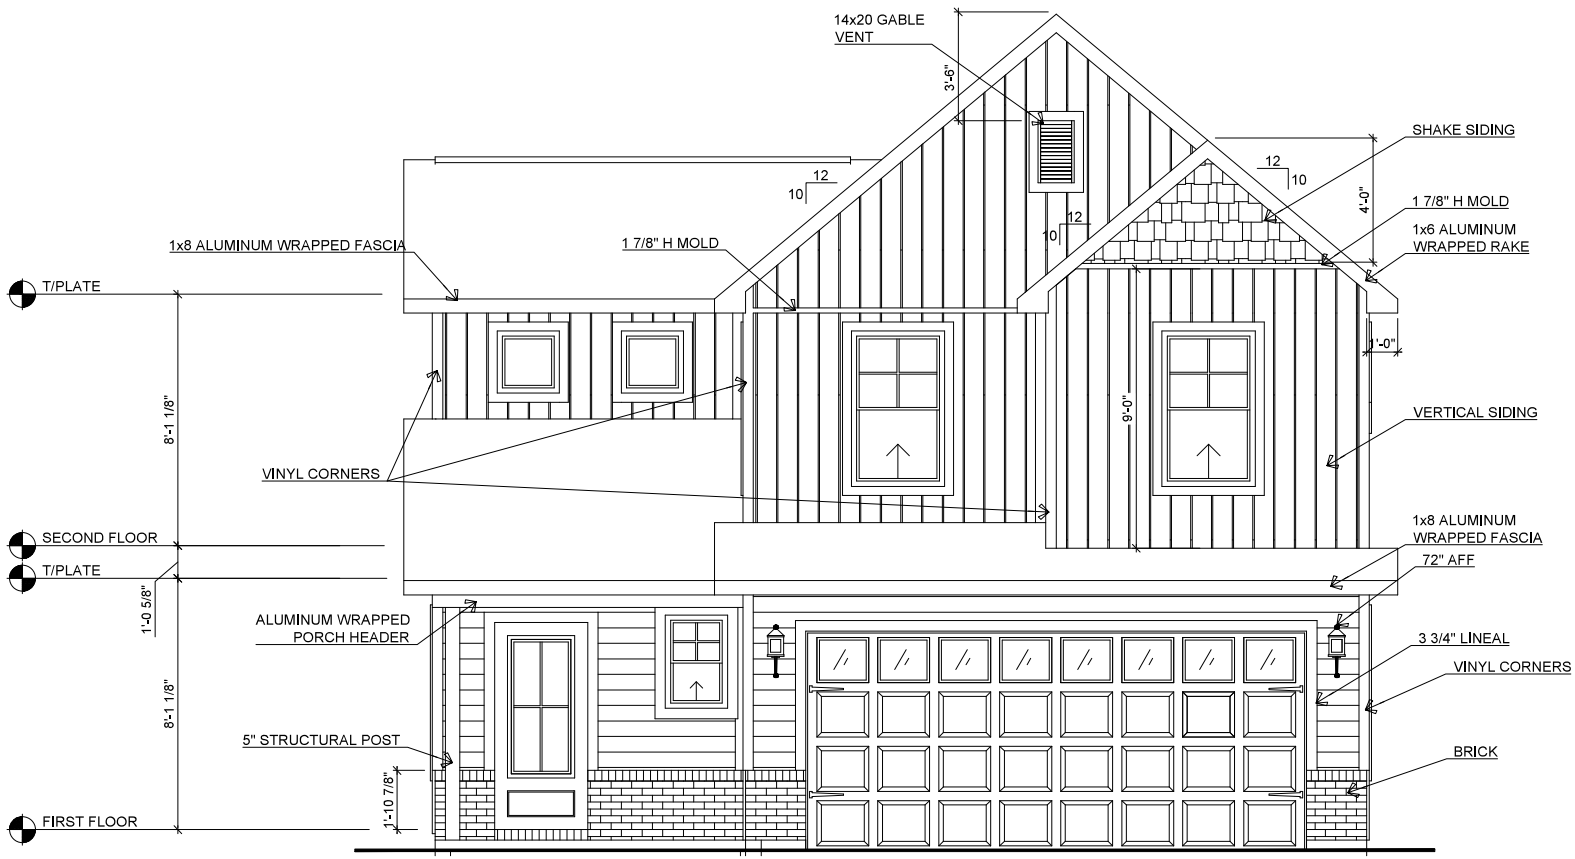 14x20 GABLE
VENT
3'-6"
SHAKE SIDING
12
10
12
10
4'-0"
1 7/8" H MOLD
12
10
1x6 ALUMINUM
WRAPPED RAKE
1x8 ALUMINUM WRAPPED FASCIA
1 7/8" H MOLD
T/PLATE
1'-0"
8'-1 1/8"
9'-0"
VERTICAL SIDING
VINYL CORNERS
SECOND FLOOR
1x8 ALUMINUM
WRAPPED FASCIA
72" AFF
T/PLATE
1'-0 5/8"
ALUMINUM WRAPPED
PORCH HEADER
3 3/4" LINEAL
VINYL CORNERS
8'-1 1/8"
5" STRUCTURAL POST
BRICK
1'-10 7/8"
FIRST FLOOR